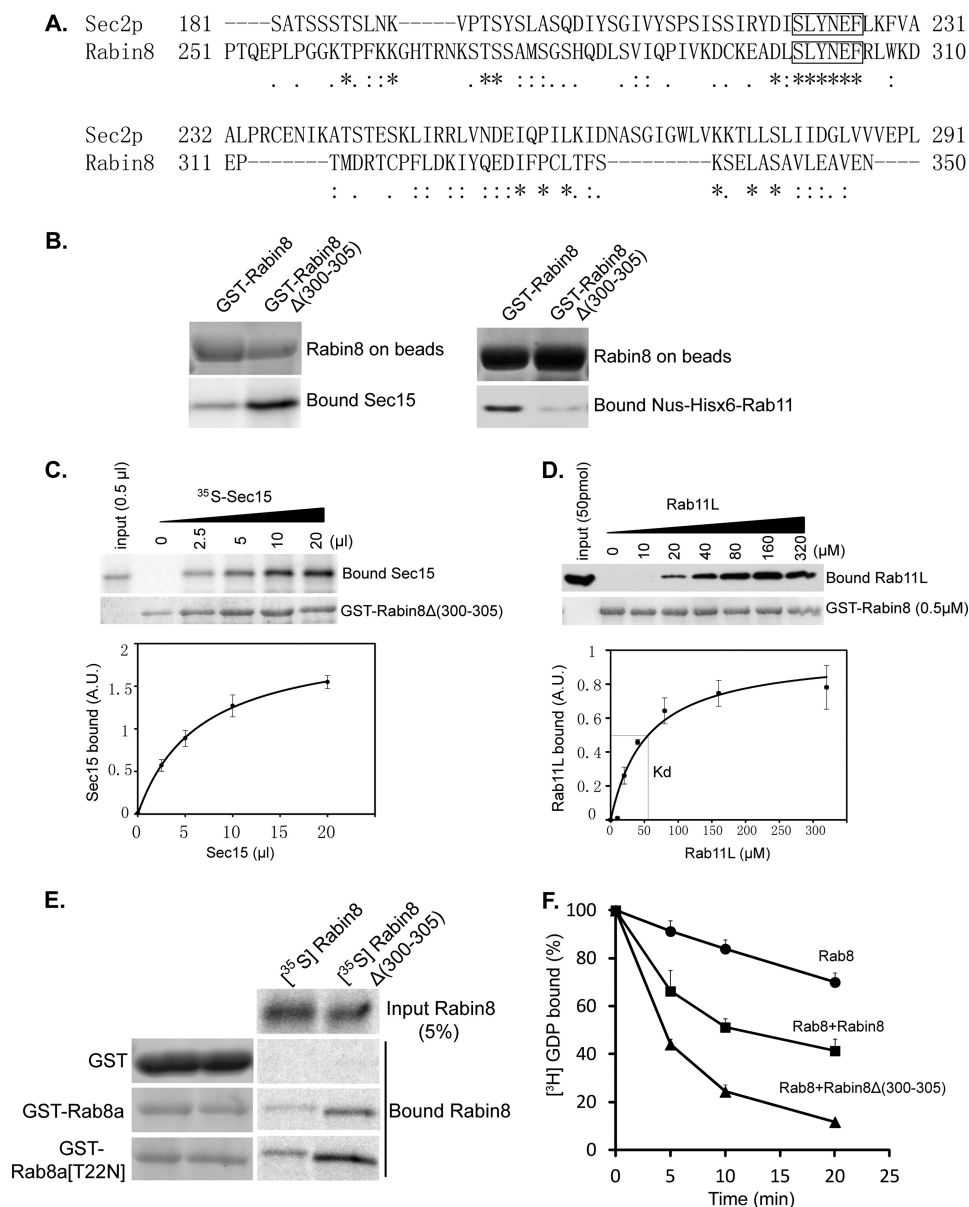 A.
Sec2p 181 ----SATSSSTSLNK-----VPTSYSLASQDIYSGIVYSPSISSIRYDISLYNEFLKFVA 231
Rabin8 251 PTQEPLPGGKTPFKKGHTRNKSTSSAMSGSHQDLSVIQPIVKDCKEADLSLYNEFRLWKD 310
Sec2p 232 ALPRCENIKATSTESKLIRRLVNDEIQPILKIDNASGIGWLVKKTLLSLIIDGLVVVEPL 291
Rabin8 311 EP-------TMDRTCPFLDKIYQEDIFPCLTFS---------KSELASAVLEAVEN---- 350
B.
GST-Rabin8
GST-Rabin8 Δ(300-305)
GST-Rabin8
GST-Rabin8 Δ(300-305)
Rabin8 on beads
Rabin8 on beads
Bound Sec15
Bound Nus-Hisx6-Rab11
C.
input (0.5 µl)
35S-Sec15
0 2.5 5 10 20 (µl)
Bound Sec15
GST-Rabin8Δ(300-305)
Sec15 bound (A.U.)
2
1.5
1
0.5
0
0 5 10 15 20
Sec15 (µl)
D.
input (50pmol)
Rab11L
0 10 20 40 80 160 320 (µM)
Bound Rab11L
GST-Rabin8 (0.5µM)
Rab11L bound (A.U.)
1
0.8
0.6
0.4
0.2
0
Kd
0 50 100 150 200 250 300
Rab11L (µM)
E.
[35S] Rabin8
[35S] Rabin8 Δ(300-305)
Input Rabin8
(5%)
GST
GST-Rab8a
Bound Rabin8
GST-
Rab8a[T22N]
F.
[3H] GDP bound (%)
100
80
60
40
20
0
Rab8
Rab8+Rabin8
Rab8+Rabin8Δ(300-305)
0 5 10 15 20 25
Time (min)